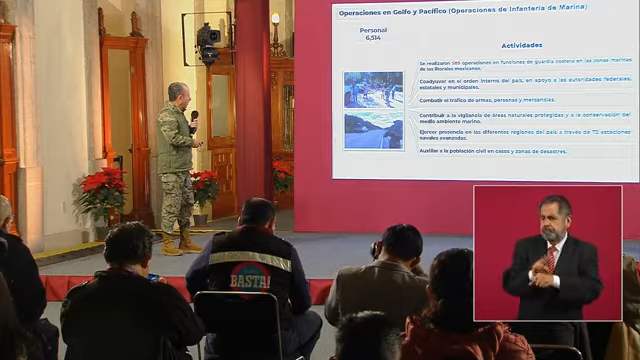 Operaciones en Golfo y Pacífico (Operaciones de Infantería de Marina)
Personal
6,514
Actividades
Se realizaron 585 operaciones en funciones de guardia costera en las zonas marinas
de los litorales mexicanos.
Coadyuvar en el orden interno del país, en apoyo a las autoridades federales,
estatales y municipales.
Combatir el tráfico de armas, personas y mercancías.
Contribuir a la vigilancia de áreas naturales protegidas y a la conservación del
medio ambiente marino.
Ejercer presencia en las diferentes regiones del país a través de 72 estaciones
navales avanzadas.
Auxiliar a la población civil en casos y zonas de desastres.
BASTA!